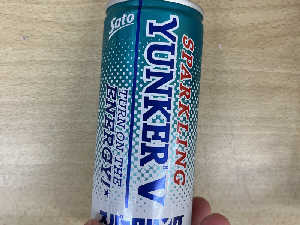 Sato
SPARKLING
YUNKER V
TURN ON THE
ENERGY!